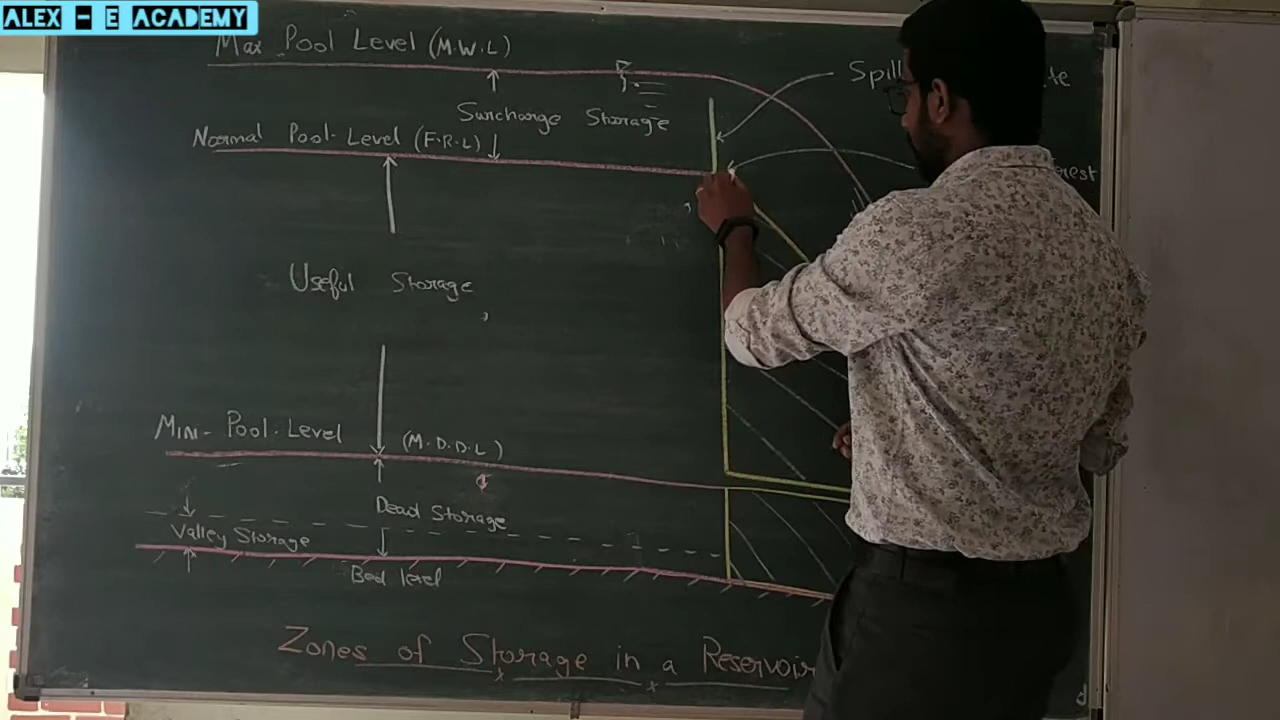 ALEX - E ACADEMY
Max Pool Level (M.W.L)
Surcharge Storage
Normal Pool Level (F.R.L)
Useful Storage
Min- Pool Level (M.D.D.L)
Dead Storage
Valley Storage
Bed level
Zones of Storage in a Reservoir